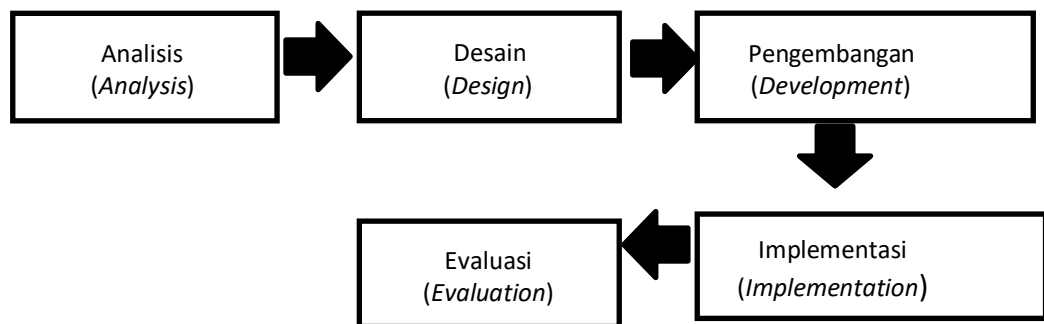 Analisis
(Analysis)
Desain
(Design)
Pengembangan
(Development)
Implementasi
(Implementation)
Evaluasi
(Evaluation)